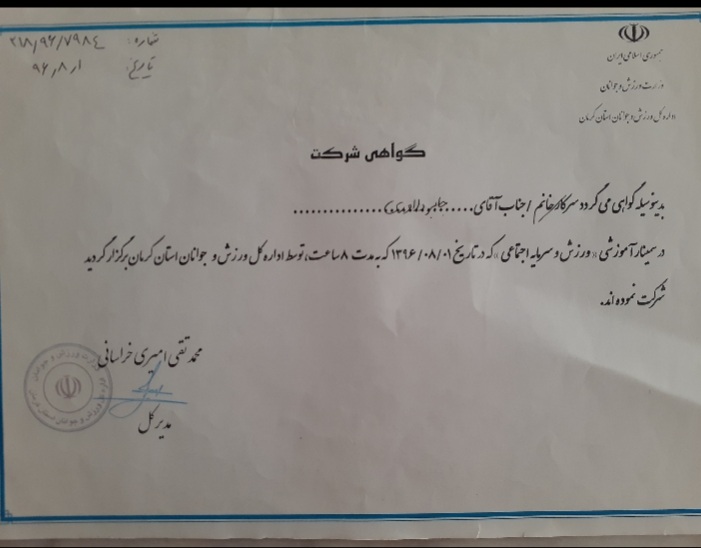 جمهوری اسلامی ایران
وزارت ورزش و جوانان
اداره کل ورزش و جوانان استان کرمان
شماره: ۲۱۸/۹۶/۷۹۸۴
تاریخ: ۹۶٫۸٫۱
گواهی شرکت
بدینوسیله گواهی می گردد سرکار خانم / جناب آقای
در سمینار آموزشی « ورزش و سرمایه اجتماعی » که در تاریخ ۱۳۹۶/۰۸/۰۱ که به مدت ۸ ساعت، توسط اداره کل ورزش و جوانان استان کرمان برگزار گردید
شرکت نموده اند.
محمد تقی امیری خراسانی
مدیر کل